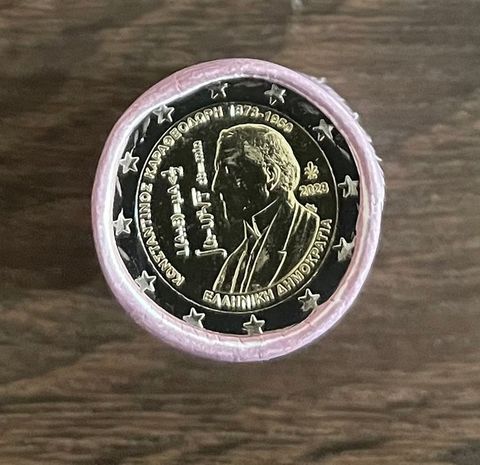 ΚΩΝΣΤΑΝΤΙΝΟΣ ΚΑΡΑΘΕΟΔΩΡΗ 1873-1950
2023
ΕΛΛΗΝΙΚΗ ΔΗΜΟΚΡΑΤΙΑ